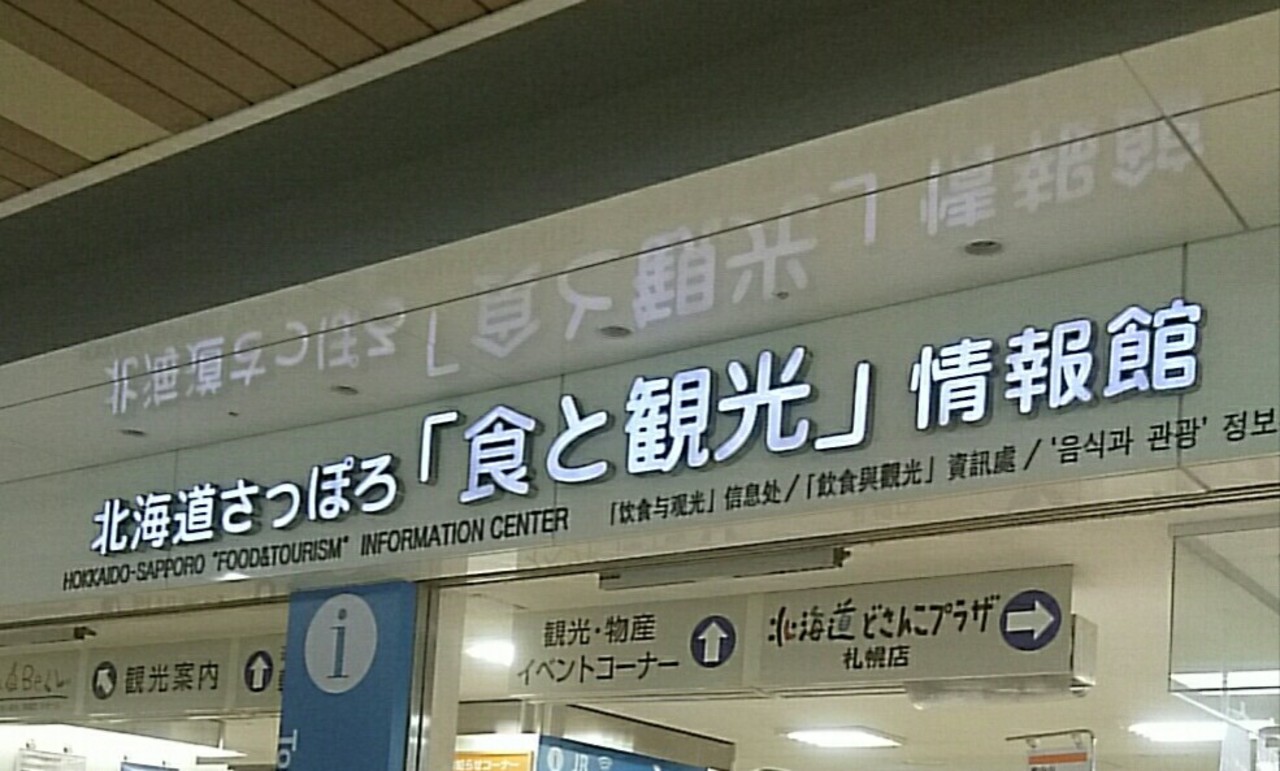 北海道さっぽろ「食と観光」情報館
HOKKAIDO-SAPPORO "FOOD&TOURISM" INFORMATION CENTER 「饮食与观光」信息处/「飲食與觀光」資訊處/'음식과 관광' 정보
観光・物産
イベントコーナー
北海道どさんこプラザ
札幌店
観光案内
i
To
JR